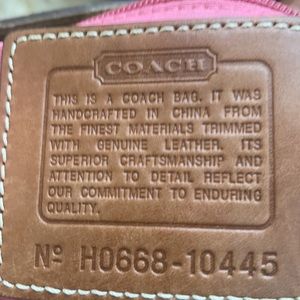 COACH
THIS IS A COACH BAG. IT WAS
HANDCRAFTED IN CHINA FROM
THE FINEST MATERIALS TRIMMED
WITH GENUINE LEATHER. ITS
SUPERIOR CRAFTSMANSHIP AND
ATTENTION TO DETAIL REFLECT
OUR COMMITMENT TO ENDURING
QUALITY.
Nº H0668-10445